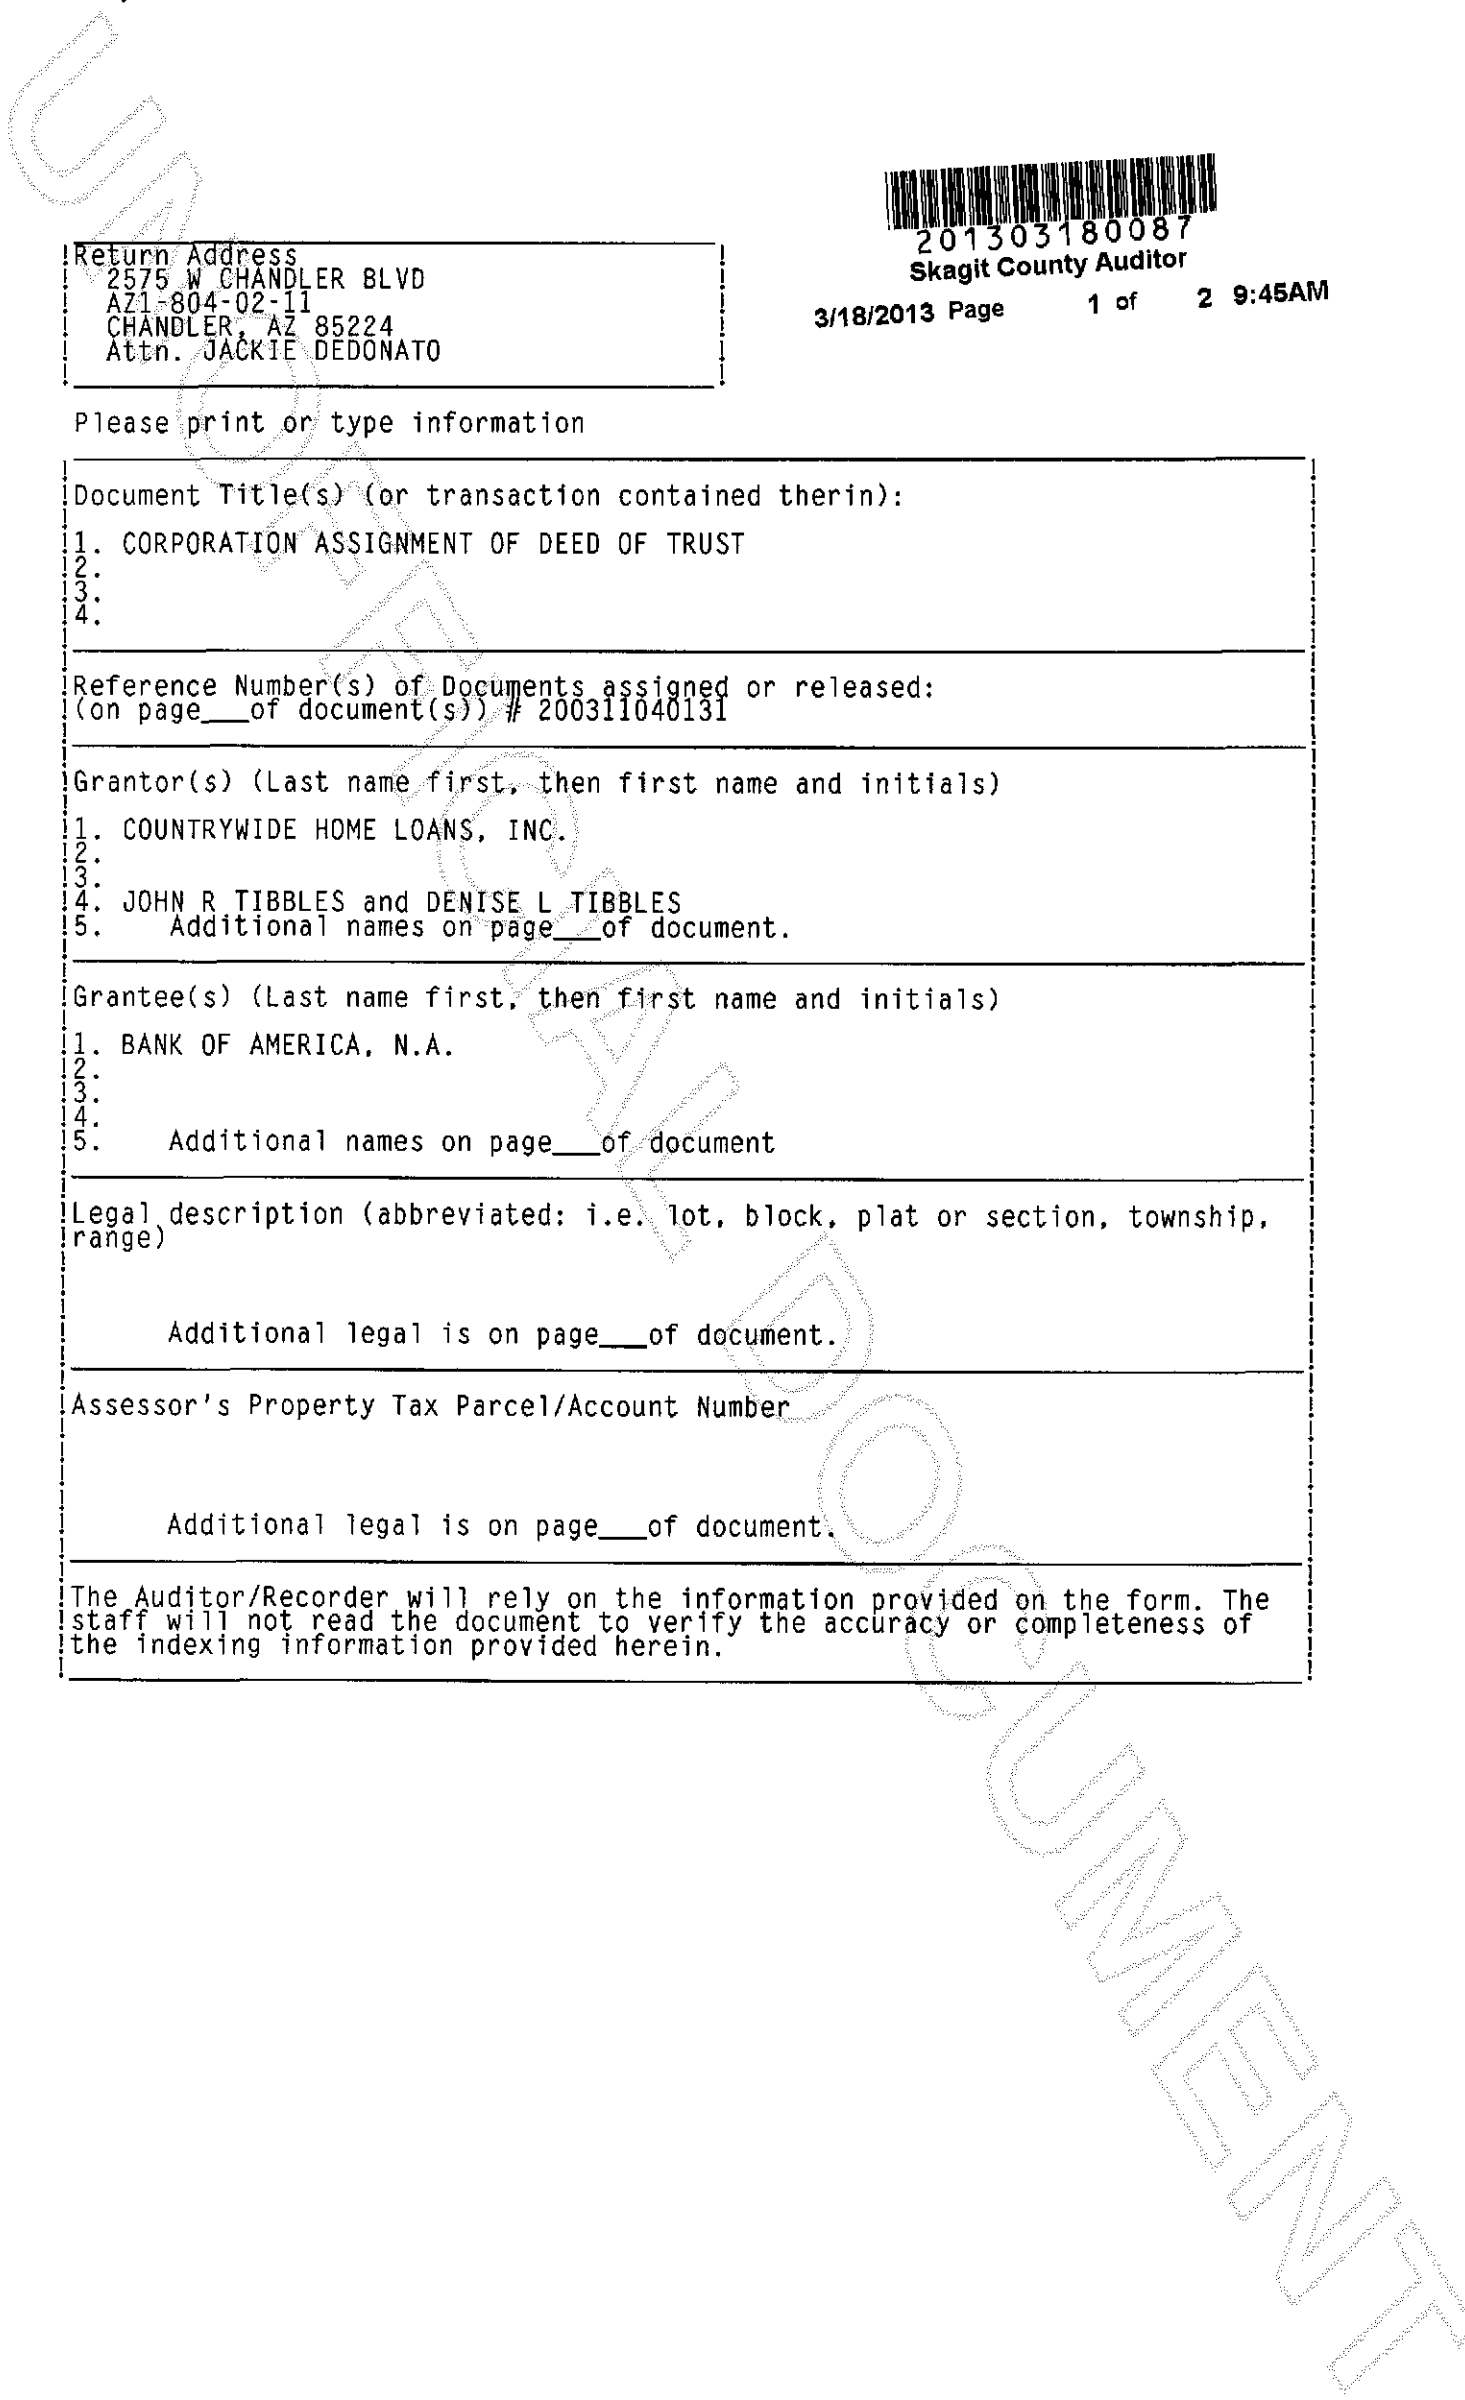 201303180087
Skagit County Auditor
3/18/2013 Page 1 of 2 9:45AM
Return Address
2575 W CHANDLER BLVD
AZ1-804-02-11
CHANDLER, AZ 85224
Attn. JACKIE DEDONATO
Please print or type information
Document Title(s) (or transaction contained therin):
1. CORPORATION ASSIGNMENT OF DEED OF TRUST
2.
3.
4.
Reference Number(s) of Documents assigned or released:
(on page___of document(s)) # 200311040131
Grantor(s) (Last name first, then first name and initials)
1. COUNTRYWIDE HOME LOANS, INC.
2.
3.
4. JOHN R TIBBLES and DENISE L TIBBLES
5. Additional names on page___of document.
Grantee(s) (Last name first, then first name and initials)
1. BANK OF AMERICA, N.A.
2.
3.
4.
5. Additional names on page___of document
Legal description (abbreviated: i.e. lot, block, plat or section, township,
range)
Additional legal is on page___of document.
Assessor's Property Tax Parcel/Account Number
Additional legal is on page___of document.
The Auditor/Recorder will rely on the information provided on the form. The
staff will not read the document to verify the accuracy or completeness of
the indexing information provided herein.
UNOFFICIAL DOCUMENT